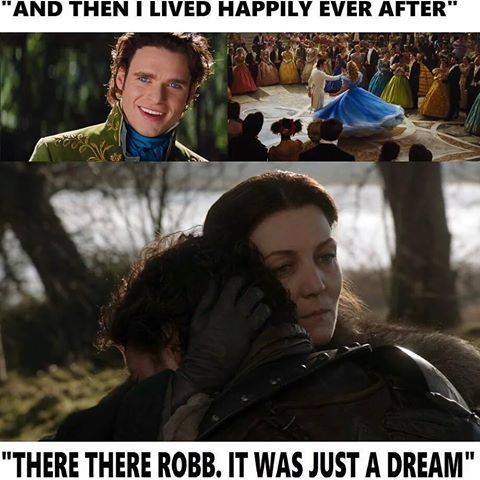 "AND THEN I LIVED HAPPILY EVER AFTER"
"THERE THERE ROBB. IT WAS JUST A DREAM"